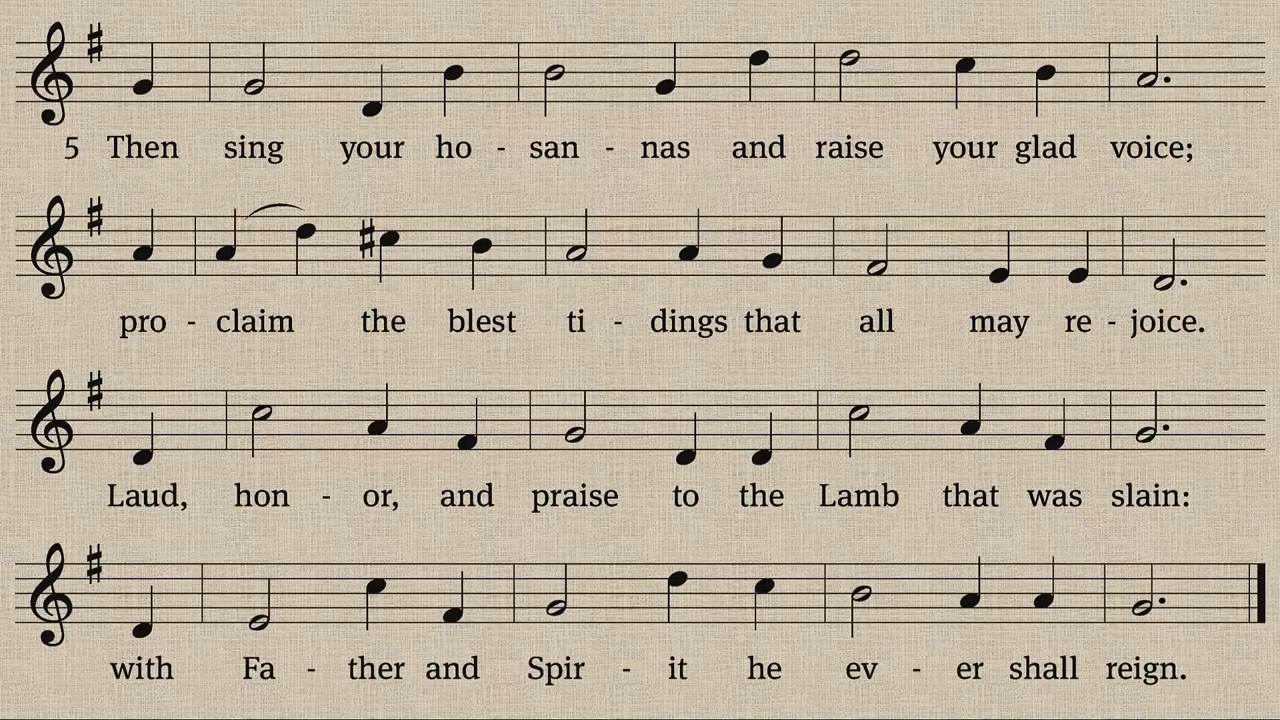 5 Then sing your ho - san - nas and raise your glad voice;
pro - claim the blest ti - dings that all may re - joice.
Laud, hon - or, and praise to the Lamb that was slain:
with Fa - ther and Spir - it he ev - er shall reign.